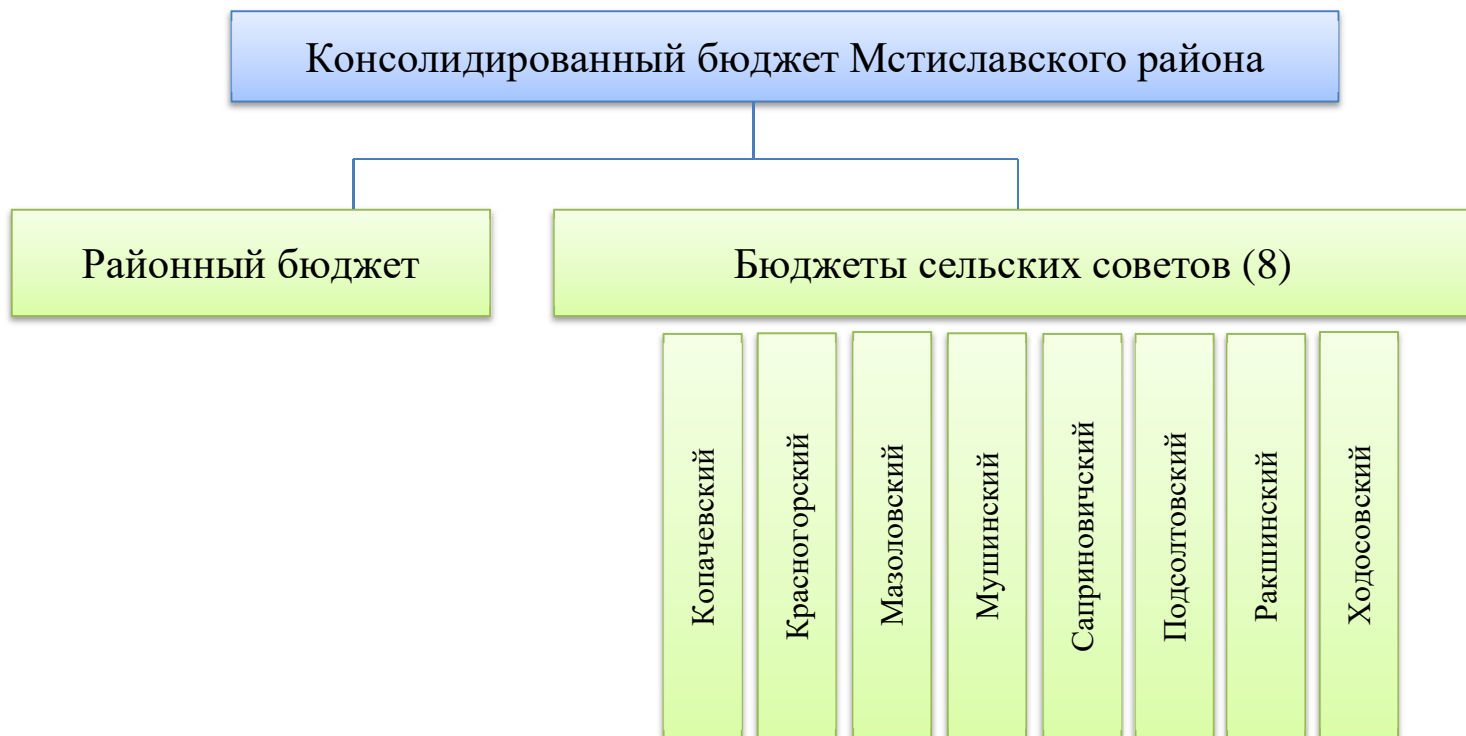 Консолидированный бюджет Мстиславского района
Районный бюджет
Бюджеты сельских советов (8)
Копачевский
Красногорский
Мазоловский
Мушинский
Саприновичский
Подсолтовский
Ракшинский
Ходосовский